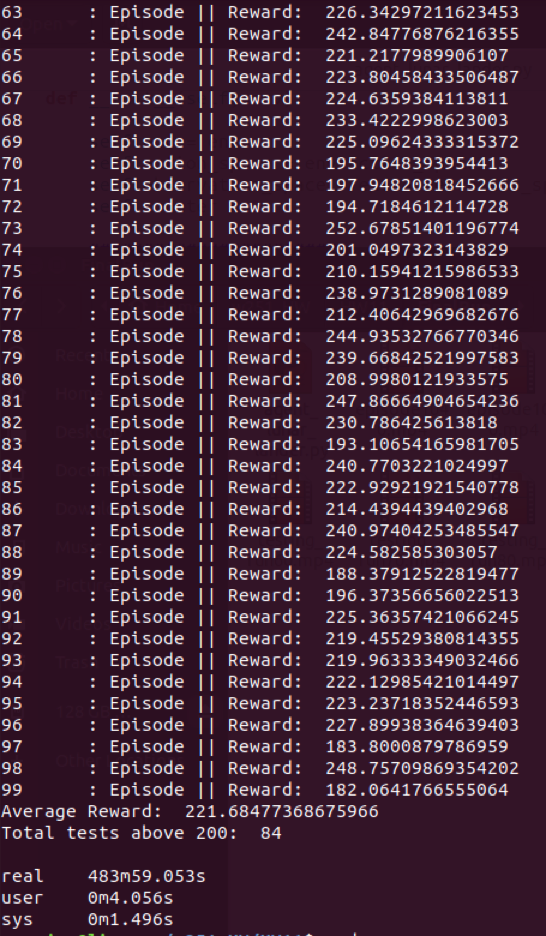 63 : Episode || Reward: 226.34297211623453
64 : Episode || Reward: 242.84776876216355
65 : Episode || Reward: 221.2177989906107
66 : Episode || Reward: 223.80458433506487
67 : Episode || Reward: 224.6359384113811
68 : Episode || Reward: 233.4222998623003
69 : Episode || Reward: 225.09624333315372
70 : Episode || Reward: 195.7648393954413
71 : Episode || Reward: 197.94820818452666
72 : Episode || Reward: 194.7184612114728
73 : Episode || Reward: 252.67851401196774
74 : Episode || Reward: 201.0497323143829
75 : Episode || Reward: 210.15941215986533
76 : Episode || Reward: 238.9731289081089
77 : Episode || Reward: 212.40642969682676
78 : Episode || Reward: 244.93532766770346
79 : Episode || Reward: 239.66842521997583
80 : Episode || Reward: 208.9980121933575
81 : Episode || Reward: 247.86664904654236
82 : Episode || Reward: 230.786425613818
83 : Episode || Reward: 193.10654165981705
84 : Episode || Reward: 240.7703221024997
85 : Episode || Reward: 222.92921921540778
86 : Episode || Reward: 214.4394439402968
87 : Episode || Reward: 240.97404253485547
88 : Episode || Reward: 224.582585303057
89 : Episode || Reward: 188.37912522819477
90 : Episode || Reward: 196.37356656022513
91 : Episode || Reward: 225.36357421066245
92 : Episode || Reward: 219.45529380814355
93 : Episode || Reward: 219.96333349032466
94 : Episode || Reward: 222.12985421014497
95 : Episode || Reward: 223.23718352446593
96 : Episode || Reward: 227.89938364639403
97 : Episode || Reward: 183.8000879786959
98 : Episode || Reward: 248.75709869354202
99 : Episode || Reward: 182.0641766555064
Average Reward: 221.68477368675966
Total tests above 200: 84
real 483m59.053s
user 0m4.056s
sys 0m1.496s